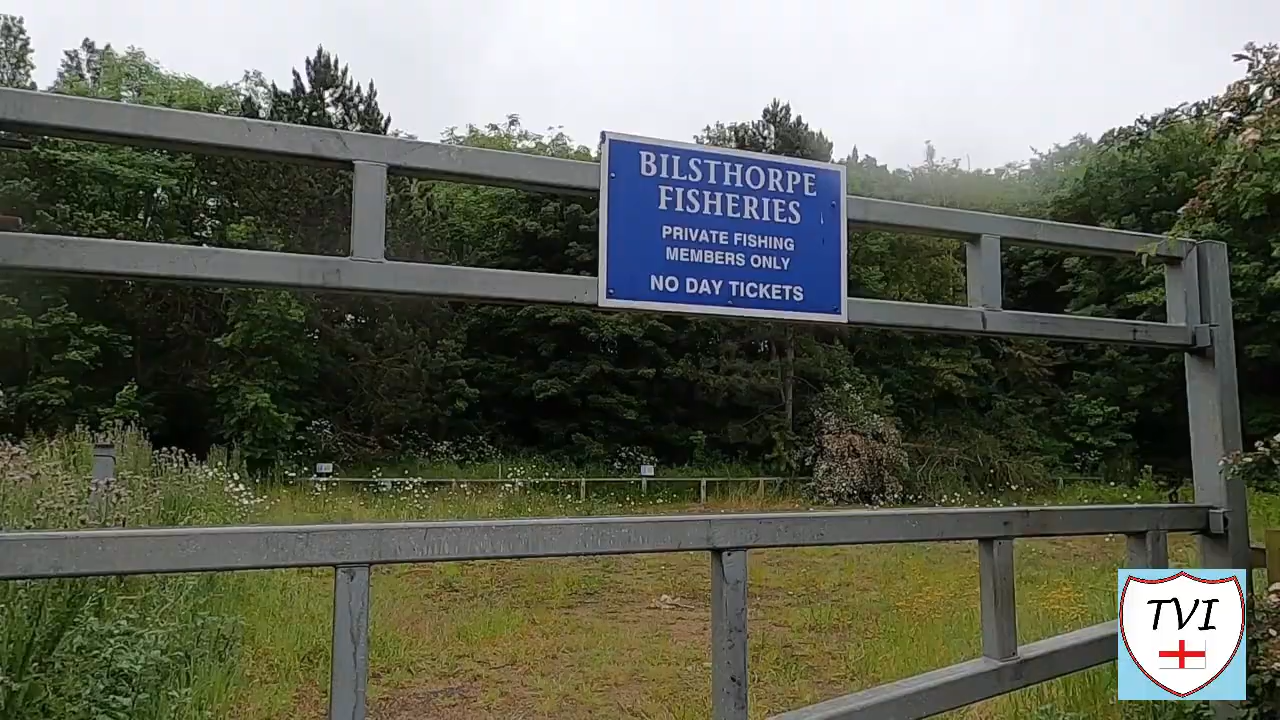 BILSTHORPE
FISHERIES
PRIVATE FISHING
MEMBERS ONLY
NO DAY TICKETS
TVI